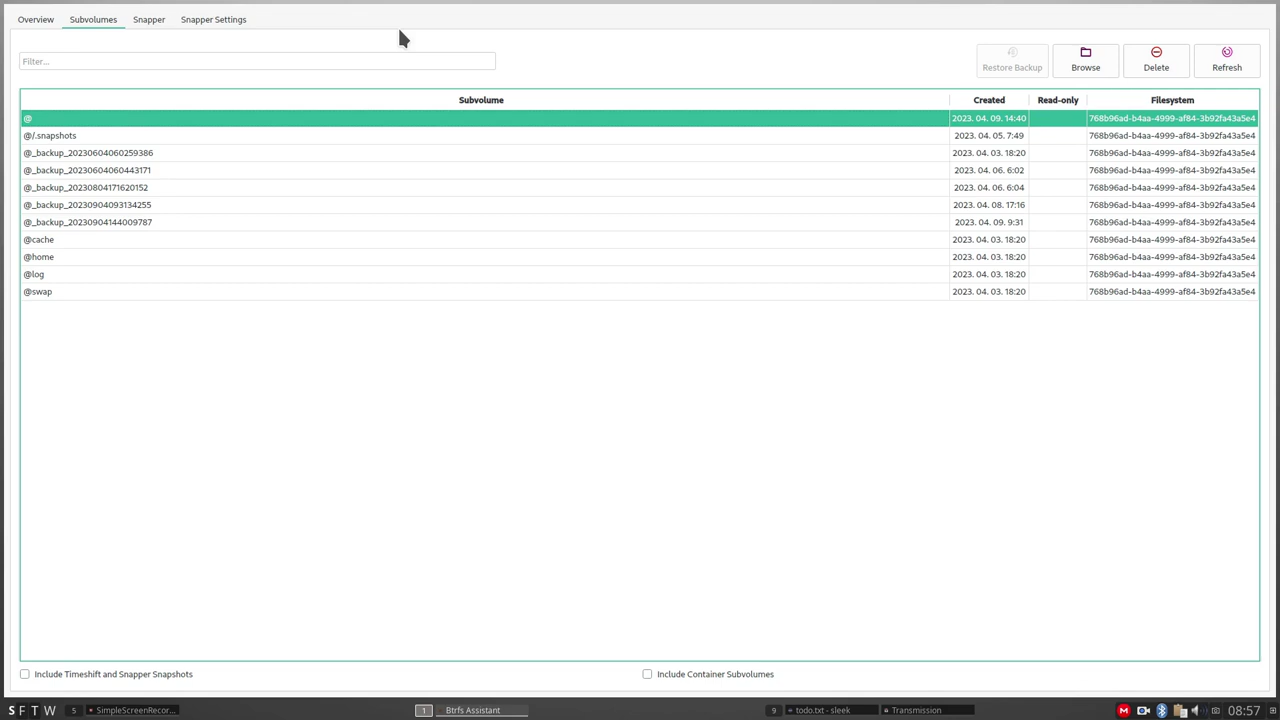 Overview Subvolumes Snapper Snapper Settings
Filter...
Restore Backup Browse Delete Refresh
Subvolume Created Read-only Filesystem
@ 2023. 04. 09. 14:40 768b96ad-b4aa-4999-af84-3b92fa43a5e4
@/.snapshots 2023. 04. 05. 7:49 768b96ad-b4aa-4999-af84-3b92fa43a5e4
@_backup_20230604060259386 2023. 04. 03. 18:20 768b96ad-b4aa-4999-af84-3b92fa43a5e4
@_backup_20230604060443171 2023. 04. 06. 6:02 768b96ad-b4aa-4999-af84-3b92fa43a5e4
@_backup_20230804171620152 2023. 04. 06. 6:04 768b96ad-b4aa-4999-af84-3b92fa43a5e4
@_backup_20230904093134255 2023. 04. 08. 17:16 768b96ad-b4aa-4999-af84-3b92fa43a5e4
@_backup_20230904144009787 2023. 04. 09. 9:31 768b96ad-b4aa-4999-af84-3b92fa43a5e4
@cache 2023. 04. 03. 18:20 768b96ad-b4aa-4999-af84-3b92fa43a5e4
@home 2023. 04. 03. 18:20 768b96ad-b4aa-4999-af84-3b92fa43a5e4
@log 2023. 04. 03. 18:20 768b96ad-b4aa-4999-af84-3b92fa43a5e4
@swap 2023. 04. 03. 18:20 768b96ad-b4aa-4999-af84-3b92fa43a5e4
Include Timeshift and Snapper Snapshots Include Container Subvolumes
S F T W 5 SimpleScreenRecor... 1 Btrfs Assistant 9 todo.txt - sleek Transmission M 08:57